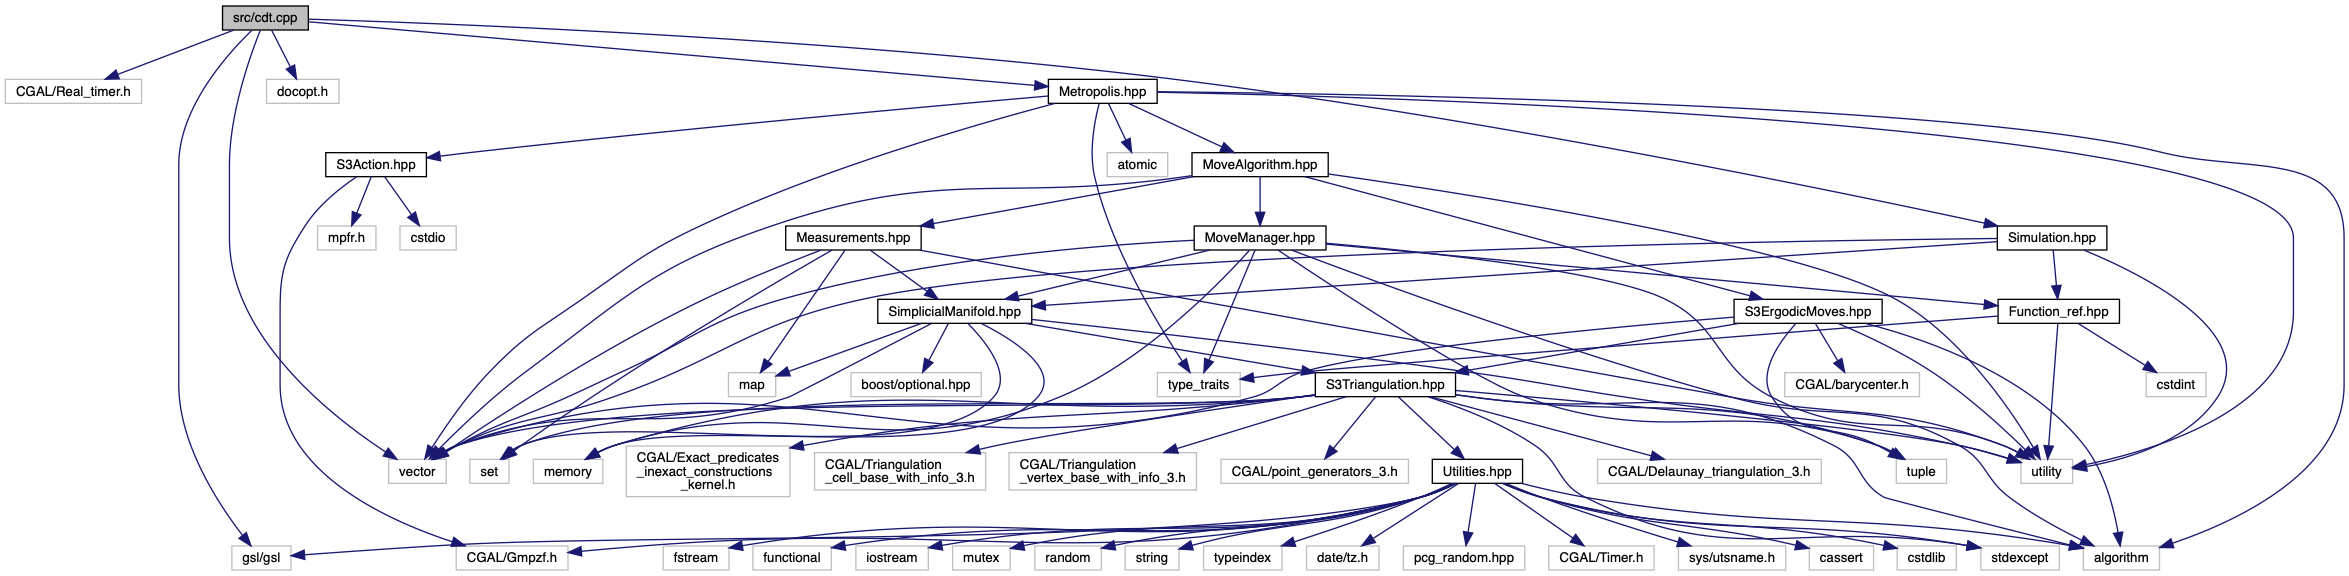 src/cdt.cpp
CGAL/Real_timer.h
docopt.h
Metropolis.hpp
S3Action.hpp
atomic
MoveAlgorithm.hpp
mpfr.h
cstdio
Measurements.hpp
MoveManager.hpp
Simulation.hpp
SimplicialManifold.hpp
S3ErgodicMoves.hpp
Function_ref.hpp
map
boost/optional.hpp
type_traits
S3Triangulation.hpp
CGAL/barycenter.h
cstdint
vector
set
memory
CGAL/Exact_predicates
_inexact_constructions
_kernel.h
CGAL/Triangulation
_cell_base_with_info_3.h
CGAL/Triangulation
_vertex_base_with_info_3.h
CGAL/point_generators_3.h
Utilities.hpp
CGAL/Delaunay_triangulation_3.h
tuple
utility
gsl/gsl
CGAL/Gmpzf.h
fstream
functional
iostream
mutex
random
string
typeindex
date/tz.h
pcg_random.hpp
CGAL/Timer.h
sys/utsname.h
cassert
cstdlib
stdexcept
algorithm